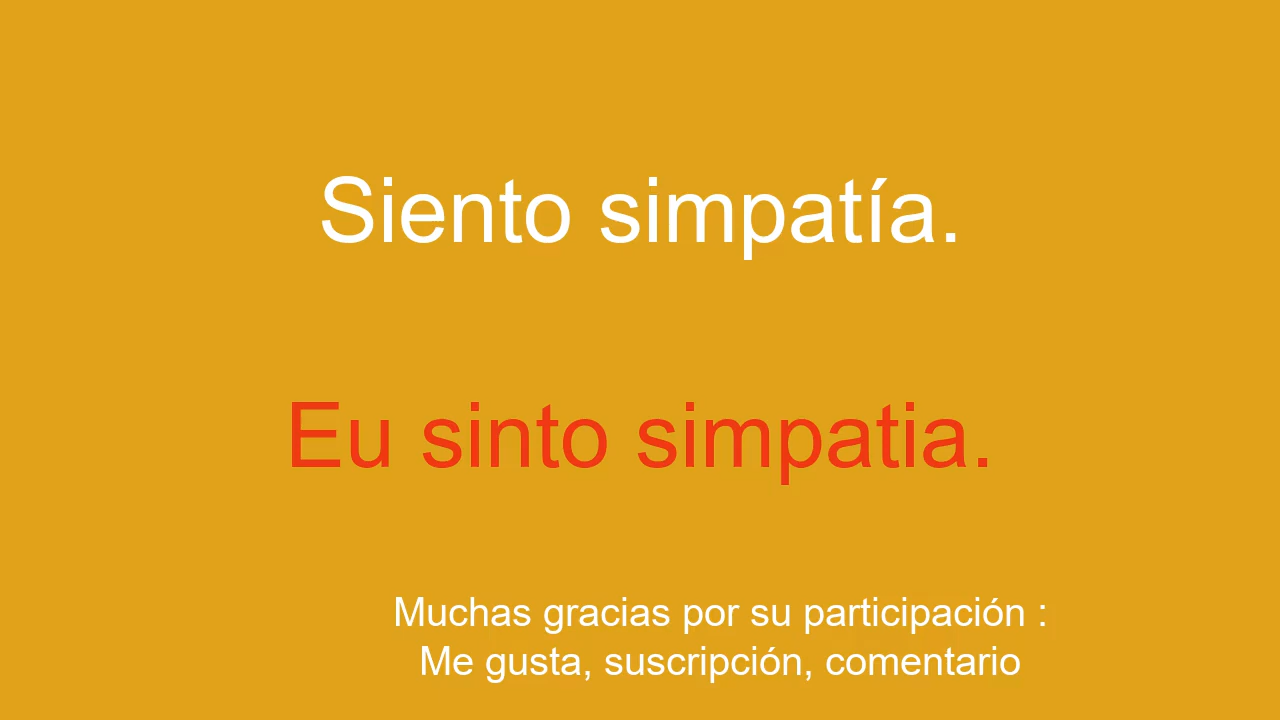 Siento simpatía.
Eu sinto simpatia.
Muchas gracias por su participación :
Me gusta, suscripción, comentario